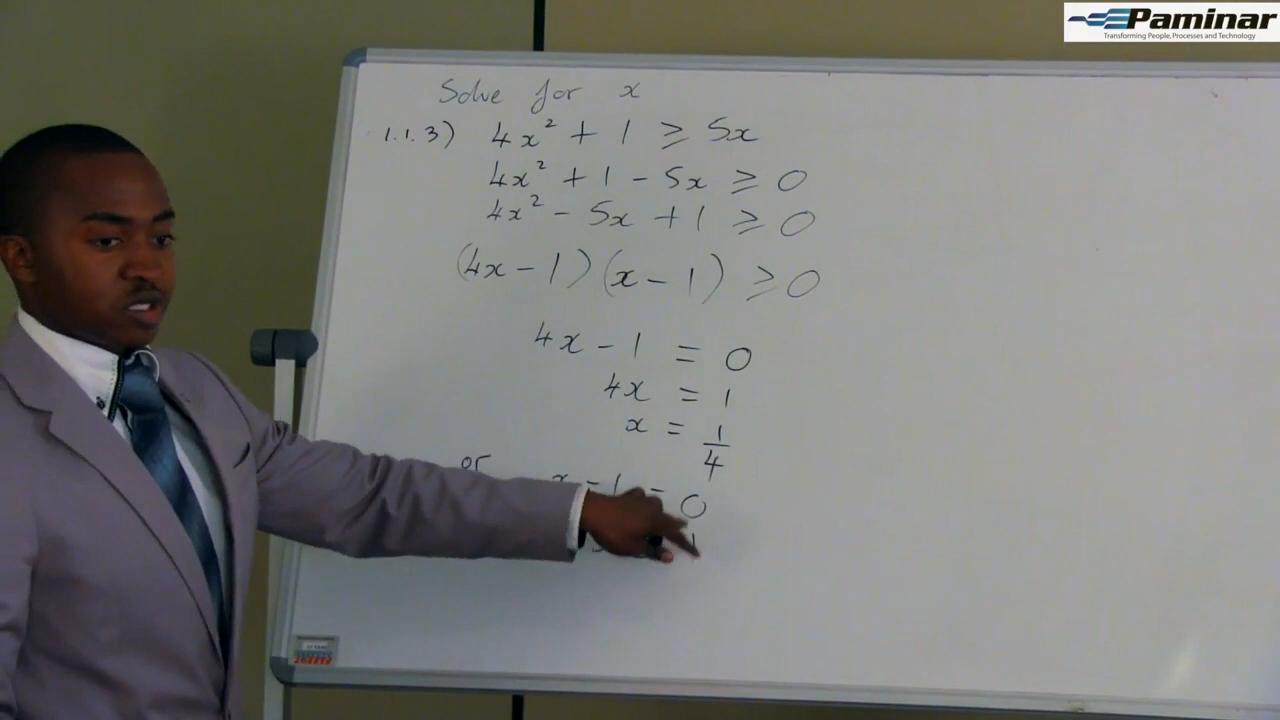 Paminar
Transforming People, Processes and Technology
Solve for x
1.1.3) 4x² + 1 ≥ 5x
4x² + 1 - 5x ≥ 0
4x² - 5x + 1 ≥ 0
(4x - 1)(x - 1) ≥ 0
4x - 1 = 0
4x = 1
x = 1/4
or x - 1 = 0
1